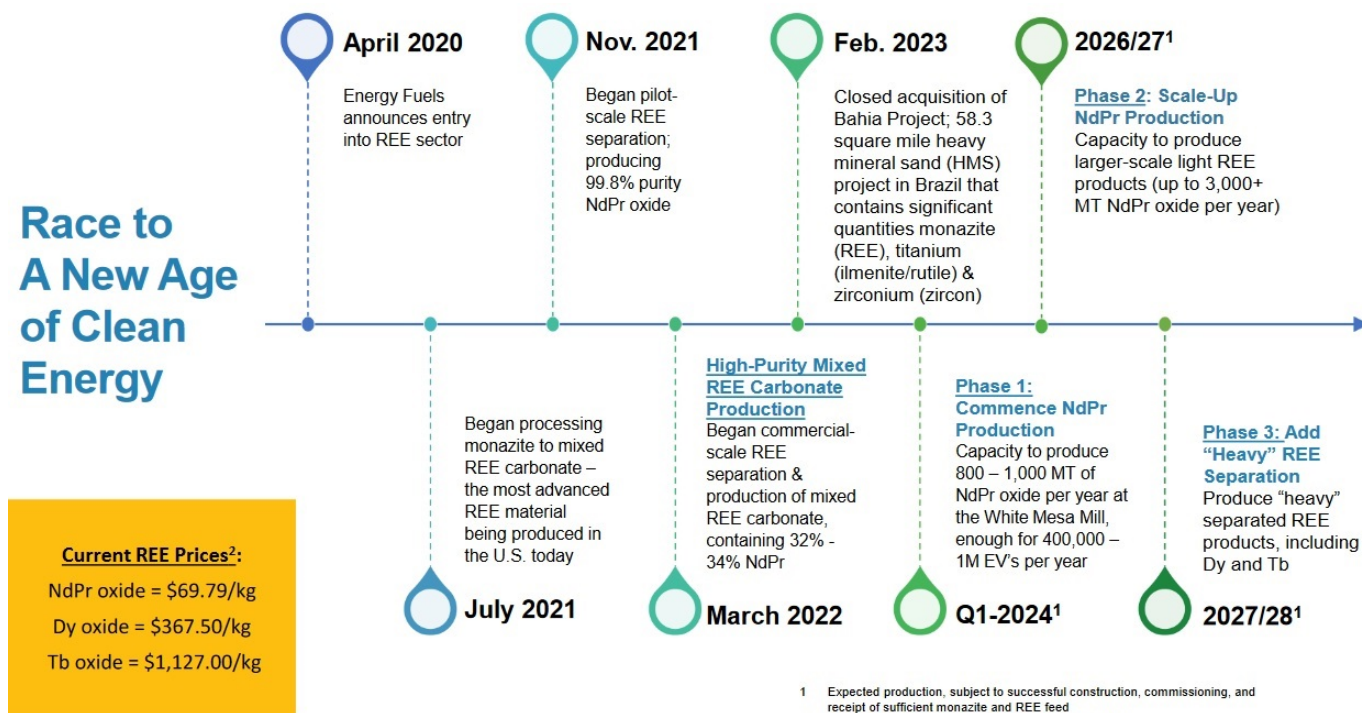 Race to
A New Age
of Clean
Energy
Current REE Prices²:
NdPr oxide = $69.79/kg
Dy oxide = $367.50/kg
Tb oxide = $1,127.00/kg
April 2020
Energy Fuels
announces entry
into REE sector
July 2021
Began processing
monazite to mixed
REE carbonate –
the most advanced
REE material
being produced in
the U.S. today
Nov. 2021
Began pilot-
scale REE
separation;
producing
99.8% purity
NdPr oxide
March 2022
High-Purity Mixed
REE Carbonate
Production
Began commercial-
scale REE
separation &
production of mixed
REE carbonate,
containing 32% -
34% NdPr
Feb. 2023
Closed acquisition of
Bahia Project; 58.3
square mile heavy
mineral sand (HMS)
project in Brazil that
contains significant
quantities monazite
(REE), titanium
(ilmenite/rutile) &
zirconium (zircon)
Q1-2024¹
Phase 1:
Commence NdPr
Production
Capacity to produce
800 – 1,000 MT of
NdPr oxide per year at
the White Mesa Mill,
enough for 400,000 –
1M EV's per year
2026/27¹
Phase 2: Scale-Up
NdPr Production
Capacity to produce
larger-scale light REE
products (up to 3,000+
MT NdPr oxide per year)
2027/28¹
Phase 3: Add
“Heavy” REE
Separation
Produce “heavy”
separated REE
products, including
Dy and Tb
1 Expected production, subject to successful construction, commissioning, and
receipt of sufficient monazite and REE feed